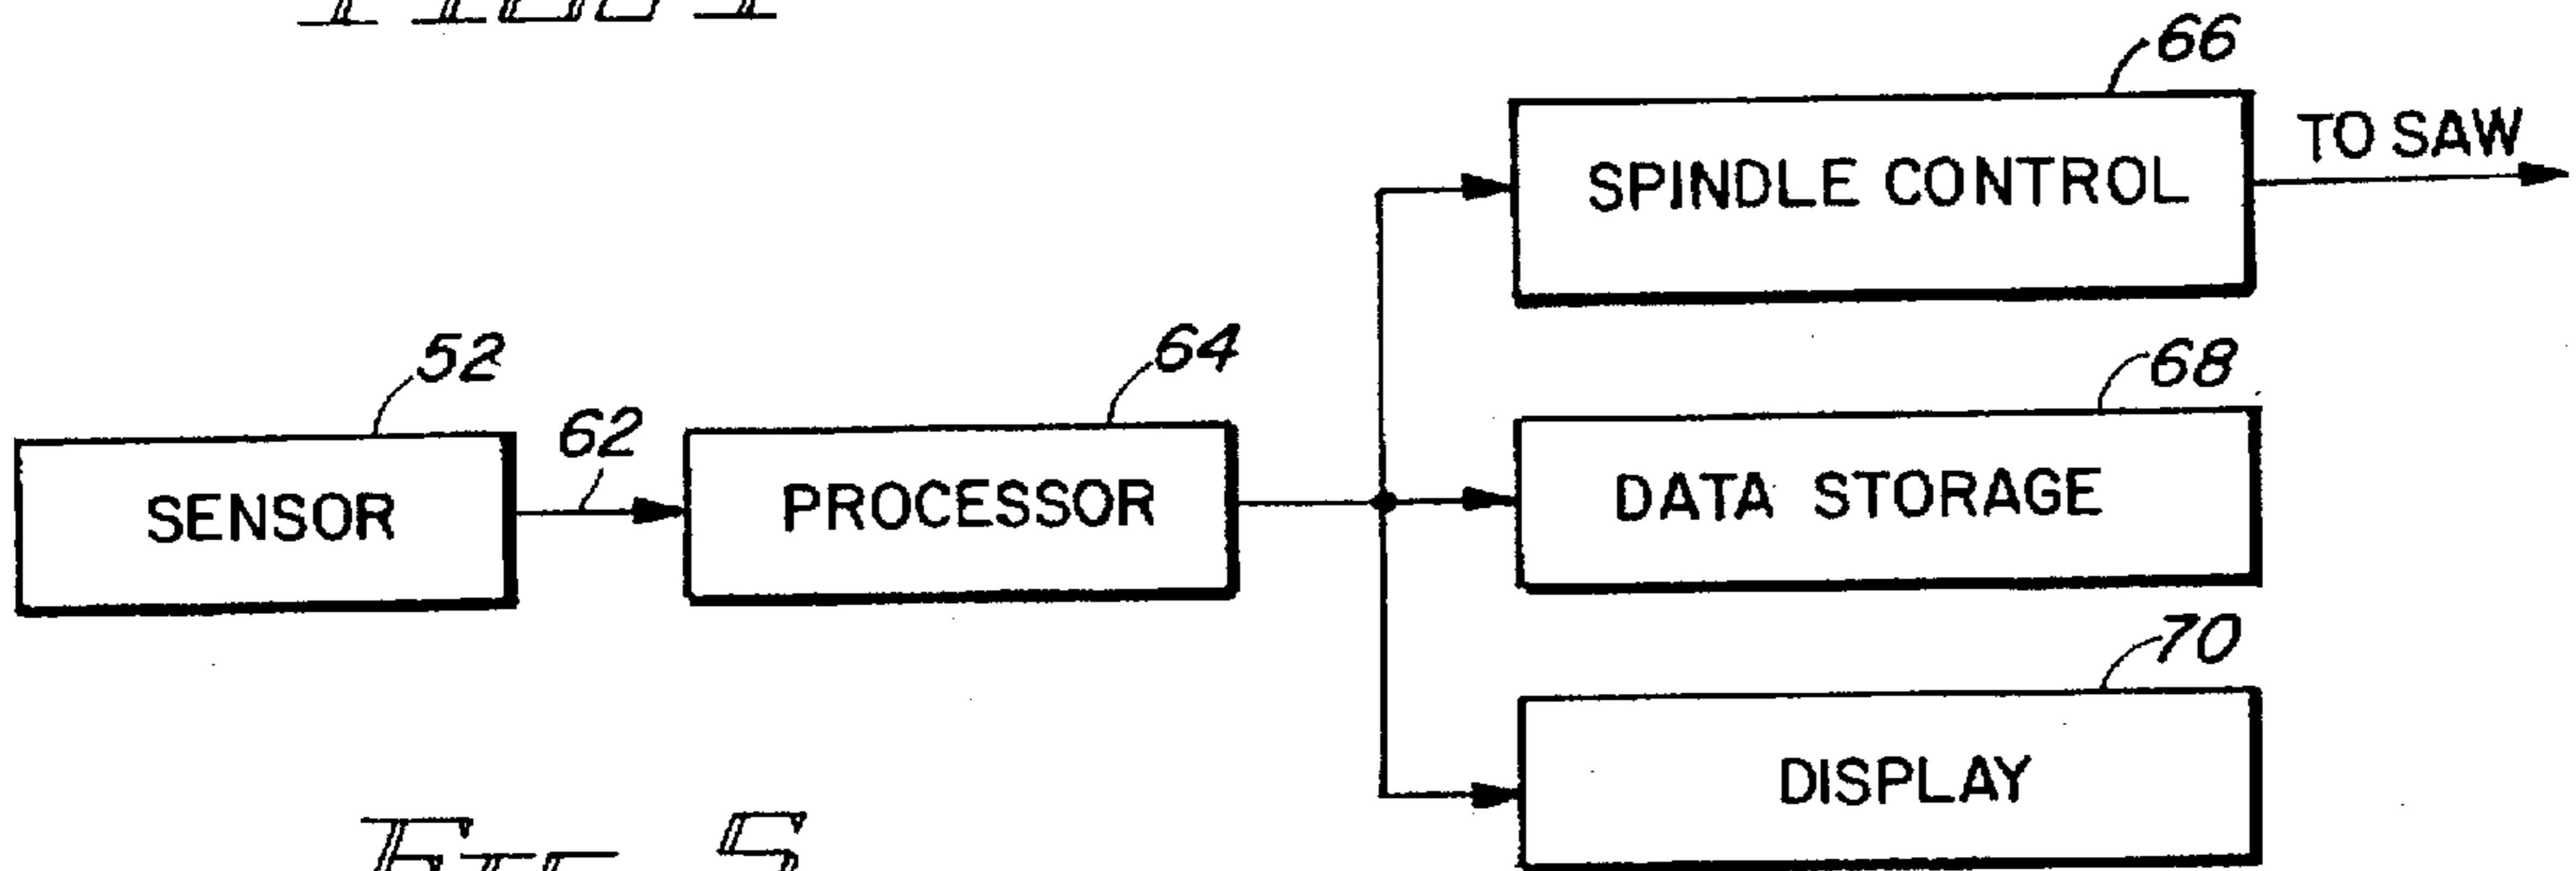 66
TO SAW
SPINDLE CONTROL
52
62
64
68
SENSOR
PROCESSOR
DATA STORAGE
70
DISPLAY